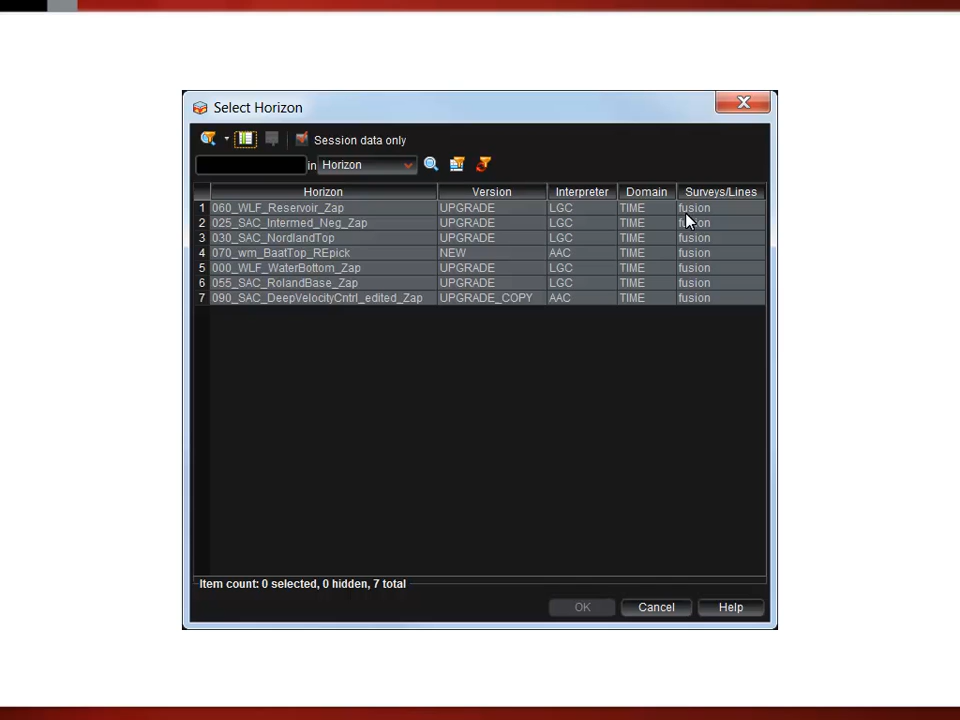 Select Horizon
Session data only
in Horizon
Horizon Version Interpreter Domain Surveys/Lines
1 060_WLF_Reservoir_Zap UPGRADE LGC TIME fusion
2 025_SAC_Intermed_Neg_Zap UPGRADE LGC TIME fusion
3 030_SAC_NordlandTop UPGRADE LGC TIME fusion
4 070_wm_BaatTop_REpick NEW AAC TIME fusion
5 000_WLF_WaterBottom_Zap UPGRADE LGC TIME fusion
6 055_SAC_RolandBase_Zap UPGRADE LGC TIME fusion
7 090_SAC_DeepVelocityCntrl_edited_Zap UPGRADE_COPY AAC TIME fusion
Item count: 0 selected, 0 hidden, 7 total
OK Cancel Help